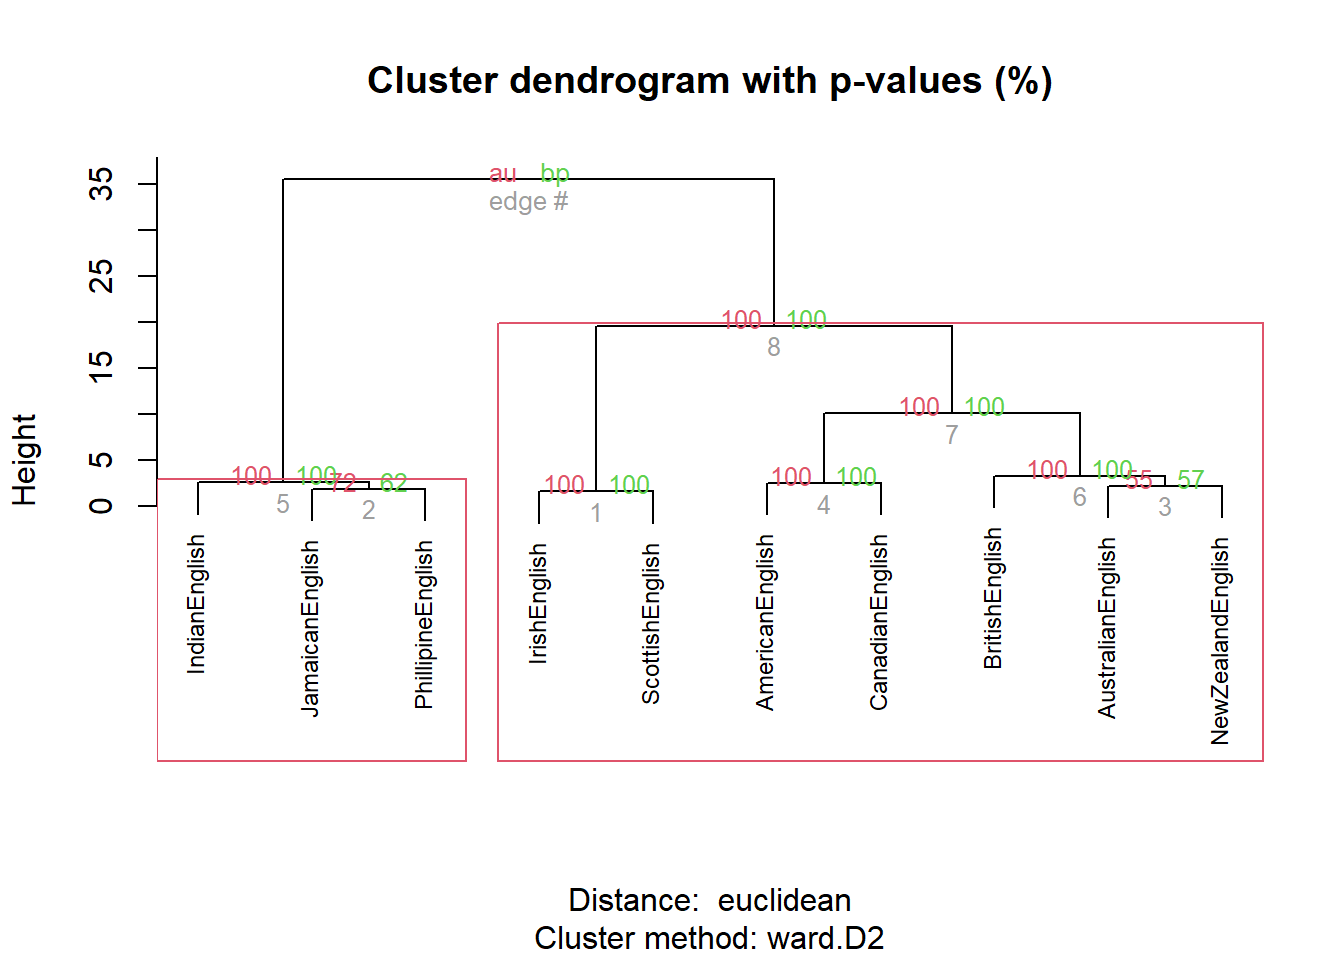 Cluster dendrogram with p-values (%)
35
25
15
5
0
Height
au bp
edge #
100 100
8
100 100
7
100 100
5
72 62
2
100 100
1
100 100
4
100 100
6
55 57
3
IndianEnglish
JamaicanEnglish
PhillipineEnglish
IrishEnglish
ScottishEnglish
AmericanEnglish
CanadianEnglish
BritishEnglish
AustralianEnglish
NewZealandEnglish
Distance: euclidean
Cluster method: ward.D2